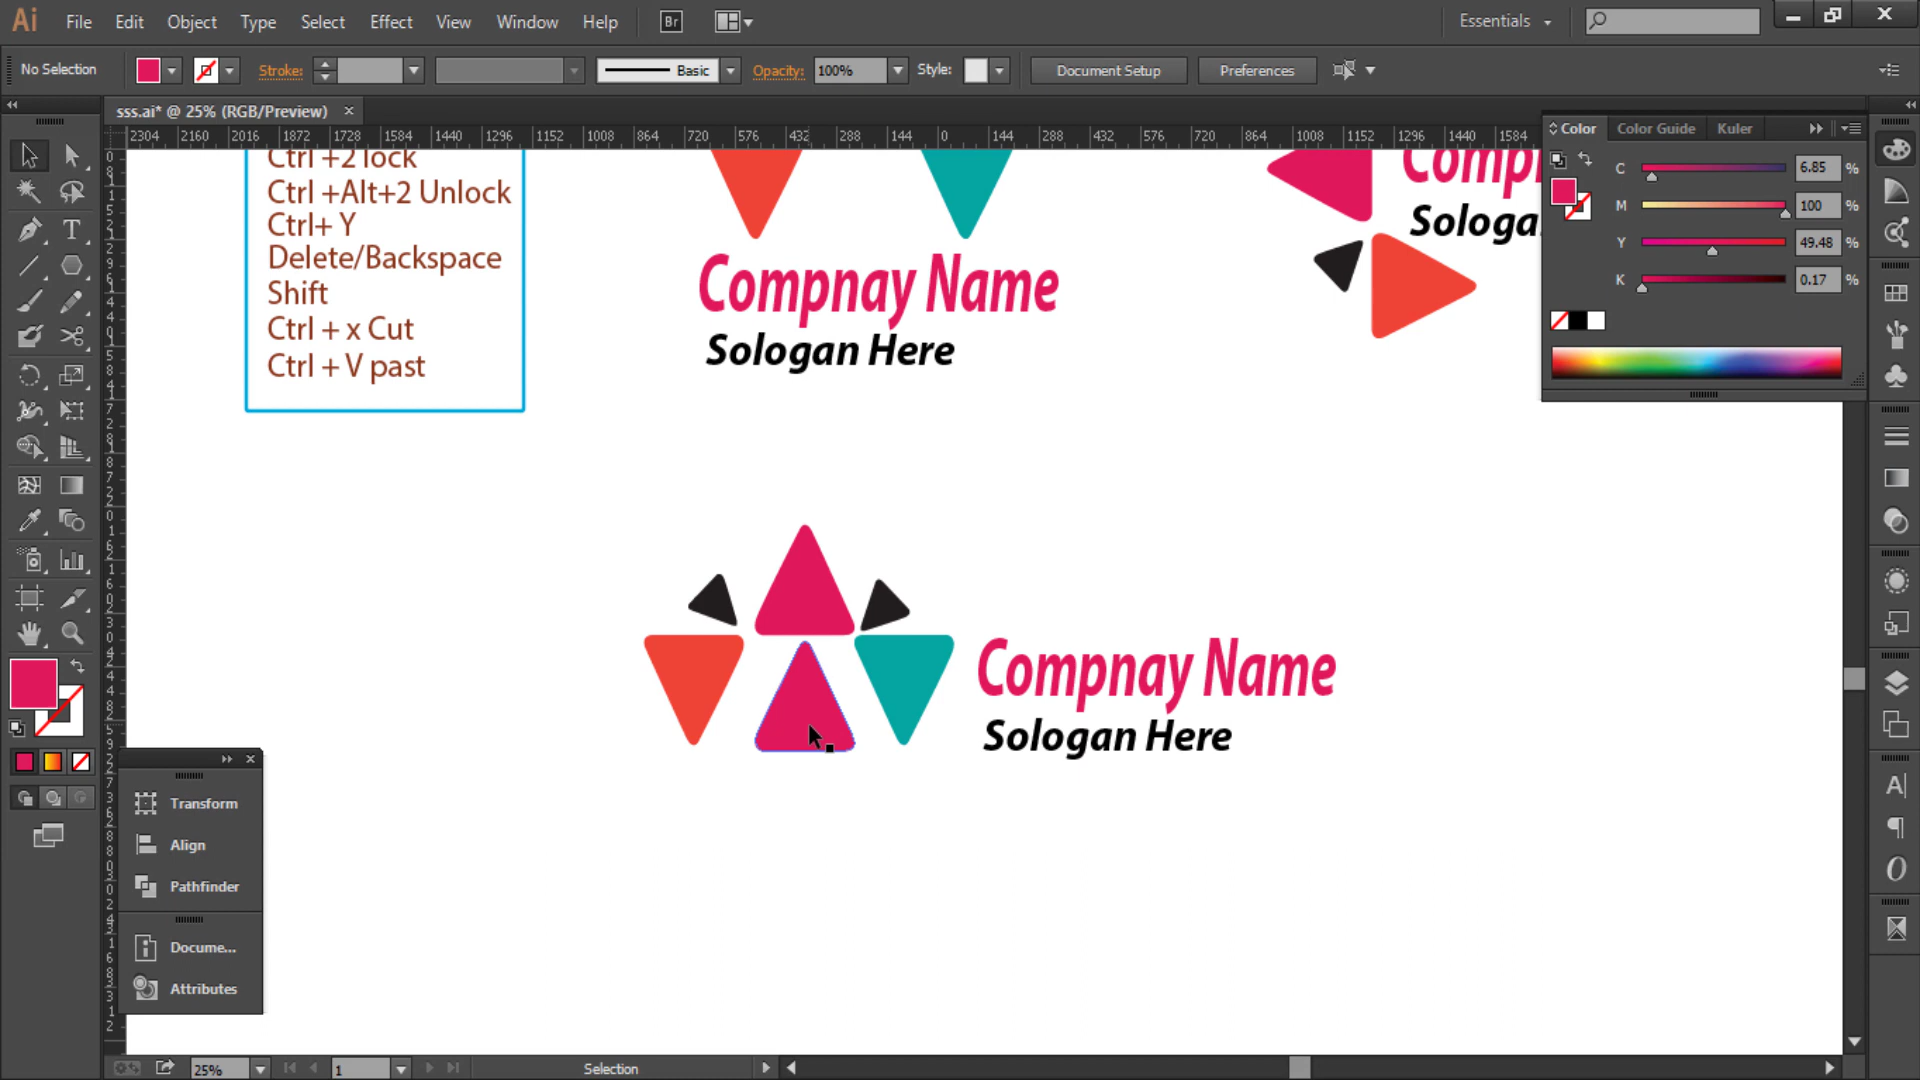 Ai File Edit Object Type Select Effect View Window Help Br Essentials
No Selection Stroke: Basic Opacity: 100% Style: Document Setup Preferences
sss.ai* @ 25% (RGB/Preview)
2304 2160 2016 1872 1728 1584 1440 1296 1152 1008 864 720 576 432 288 144 0 144 288 432 576 720 864 1008 1152 1296 1440 1584
Color Color Guide Kuler
C 6.85 %
M 100 %
Y 49.48 %
K 0.17 %
Ctrl +2 lock
Ctrl +Alt+2 Unlock
Ctrl+ Y
Delete/Backspace
Shift
Ctrl + x Cut
Ctrl + V past
Compnay Name
Sologan Here
Comp
Sologa
Compnay Name
Sologan Here
Transform
Align
Pathfinder
Docume...
Attributes
25% 1 Selection